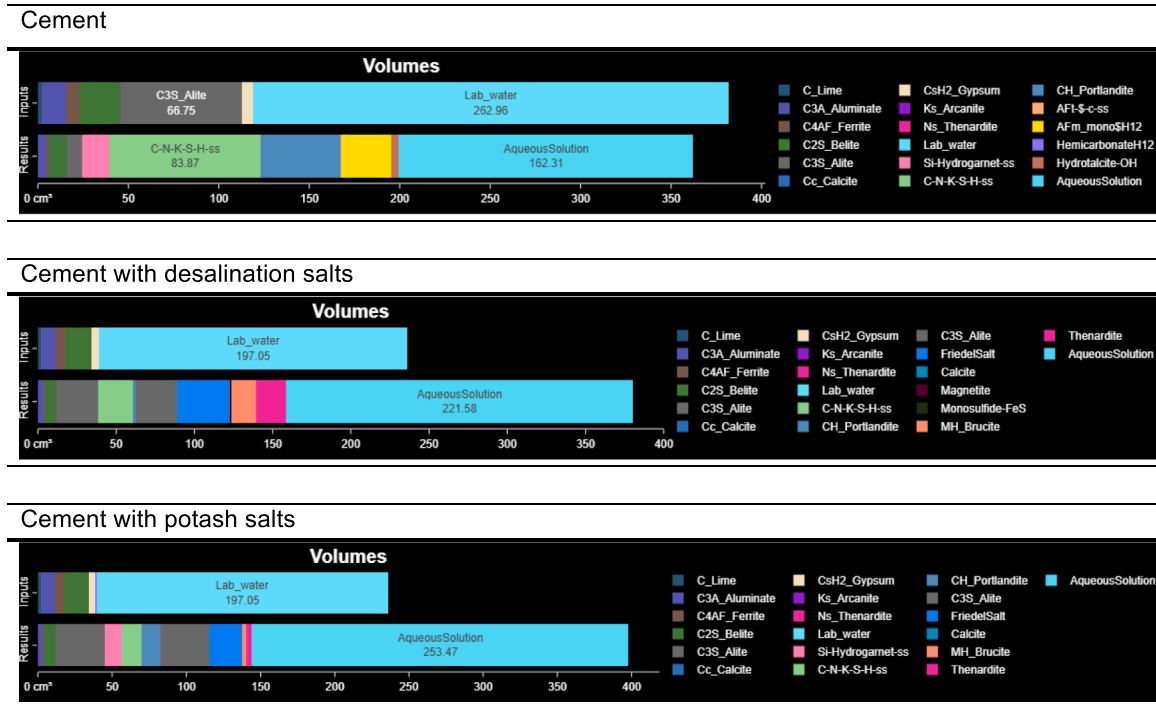 Cement
Volumes
Inputs
C3S_Alite
66.75
Lab_water
262.96
Results
C-N-K-S-H-ss
83.87
AqueousSolution
162.31
0 cm³ 50 100 150 200 250 300 350 400
C_Lime CsH2_Gypsum CH_Portlandite
C3A_Aluminate Ks_Arcanite AFt-$-c-ss
C4AF_Ferrite Ns_Thenardite AFm_mono$H12
C2S_Belite Lab_water HemicarbonateH12
C3S_Alite Si-Hydrogarnet-ss Hydrotalcite-OH
Cc_Calcite C-N-K-S-H-ss AqueousSolution
Cement with desalination salts
Volumes
Inputs
Lab_water
197.05
Results
AqueousSolution
221.58
0 cm³ 50 100 150 200 250 300 350 400
C_Lime CsH2_Gypsum C3S_Alite Thenardite
C3A_Aluminate Ks_Arcanite FriedelSalt AqueousSolution
C4AF_Ferrite Ns_Thenardite Calcite
C2S_Belite Lab_water Magnetite
C3S_Alite C-N-K-S-H-ss Monosulfide-FeS
Cc_Calcite CH_Portlandite MH_Brucite
Cement with potash salts
Volumes
Inputs
Lab_water
197.05
Results
AqueousSolution
253.47
0 cm³ 50 100 150 200 250 300 350 400
C_Lime CsH2_Gypsum CH_Portlandite AqueousSolution
C3A_Aluminate Ks_Arcanite C3S_Alite
C4AF_Ferrite Ns_Thenardite FriedelSalt
C2S_Belite Lab_water Calcite
C3S_Alite Si-Hydrogarnet-ss MH_Brucite
Cc_Calcite C-N-K-S-H-ss Thenardite